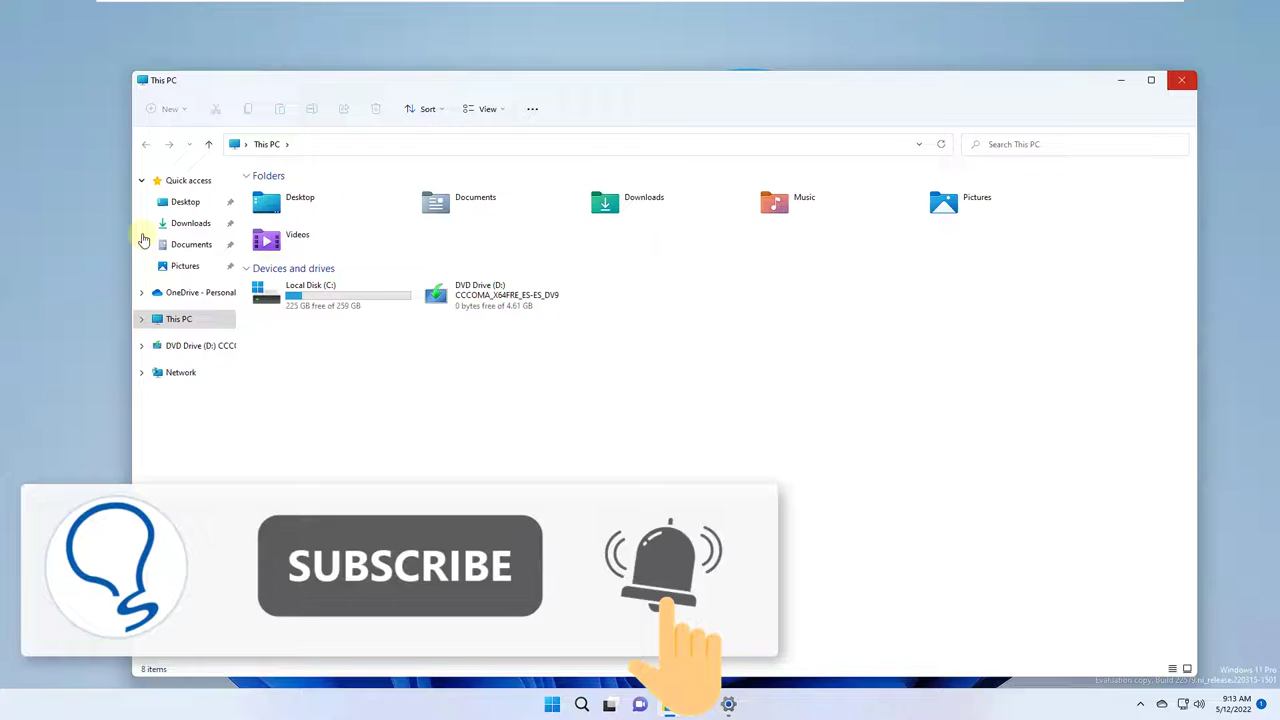 This PC
New
Sort
View
This PC
Search This PC
Quick access
Desktop
Downloads
Documents
Pictures
OneDrive - Personal
This PC
DVD Drive (D:) CCCO
Network
Folders
Desktop
Documents
Downloads
Music
Pictures
Videos
Devices and drives
Local Disk (C:)
225 GB free of 259 GB
DVD Drive (D:)
CCCOMA_X64FRE_ES-ES_DV9
0 bytes free of 4.61 GB
SUBSCRIBE
8 items
Windows 11 Pro
Evaluation copy. Build 22579.ni_release.220315-1501
9:13 AM
5/12/2022
1